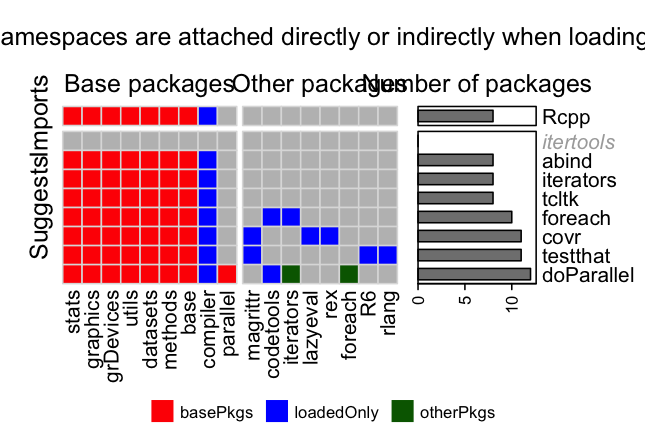 amespaces are attached directly or indirectly when loading
Base packages
Other packages
Number of packages
Imports
Suggests
Rcpp
itertools
abind
iterators
tcltk
foreach
covr
testthat
doParallel
stats
graphics
grDevices
utils
datasets
methods
base
compiler
parallel
magrittr
codetools
iterators
lazyeval
rex
foreach
R6
rlang
0
5
10
basePkgs
loadedOnly
otherPkgs